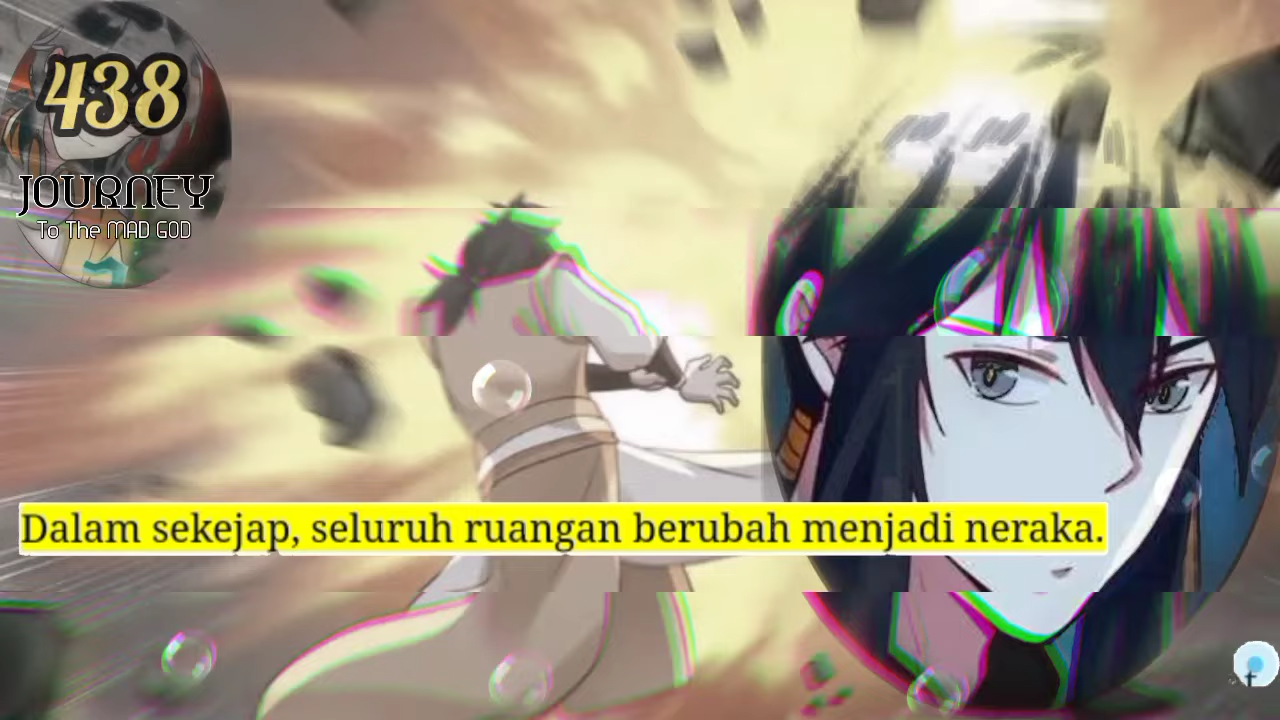 438
JOURNEY
To The MAD GOD
Dalam sekejap, seluruh ruangan berubah menjadi neraka.